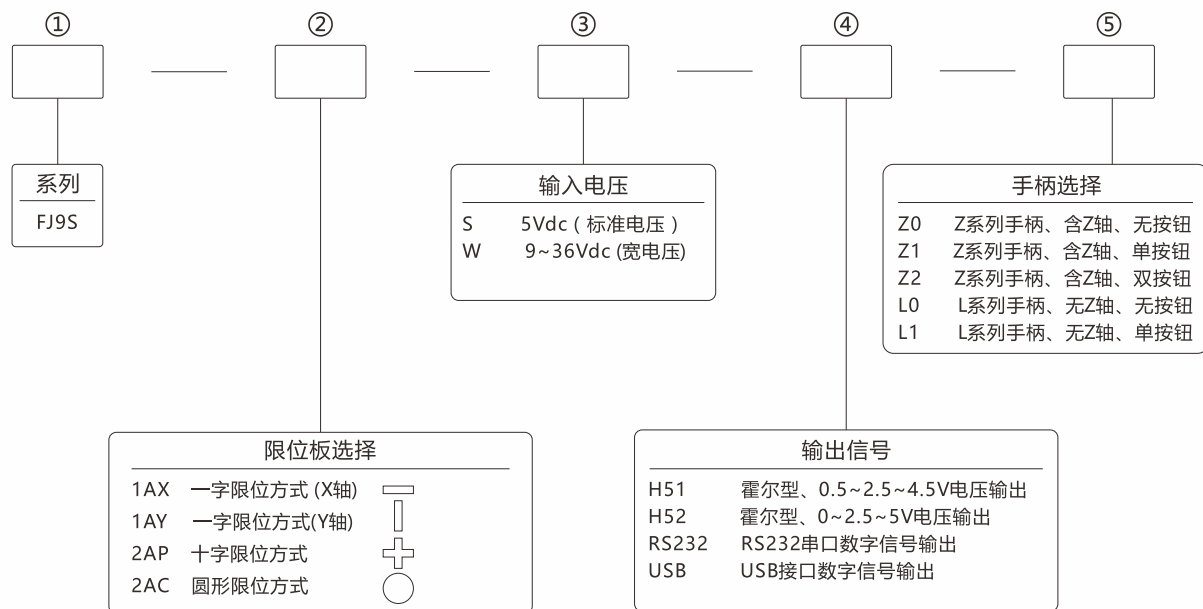 ① ② ③ ④ ⑤
系列
FJ9S
输入电压
S 5Vdc ( 标准电压 )
W 9~36Vdc (宽电压)
手柄选择
Z0 Z系列手柄、含Z轴、无按钮
Z1 Z系列手柄、含Z轴、单按钮
Z2 Z系列手柄、含Z轴、双按钮
L0 L系列手柄、无Z轴、无按钮
L1 L系列手柄、无Z轴、单按钮
限位板选择
1AX 一字限位方式 (X轴)
1AY 一字限位方式(Y轴)
2AP 十字限位方式
2AC 圆形限位方式
输出信号
H51 霍尔型、0.5~2.5~4.5V电压输出
H52 霍尔型、0~2.5~5V电压输出
RS232 RS232串口数字信号输出
USB USB接口数字信号输出